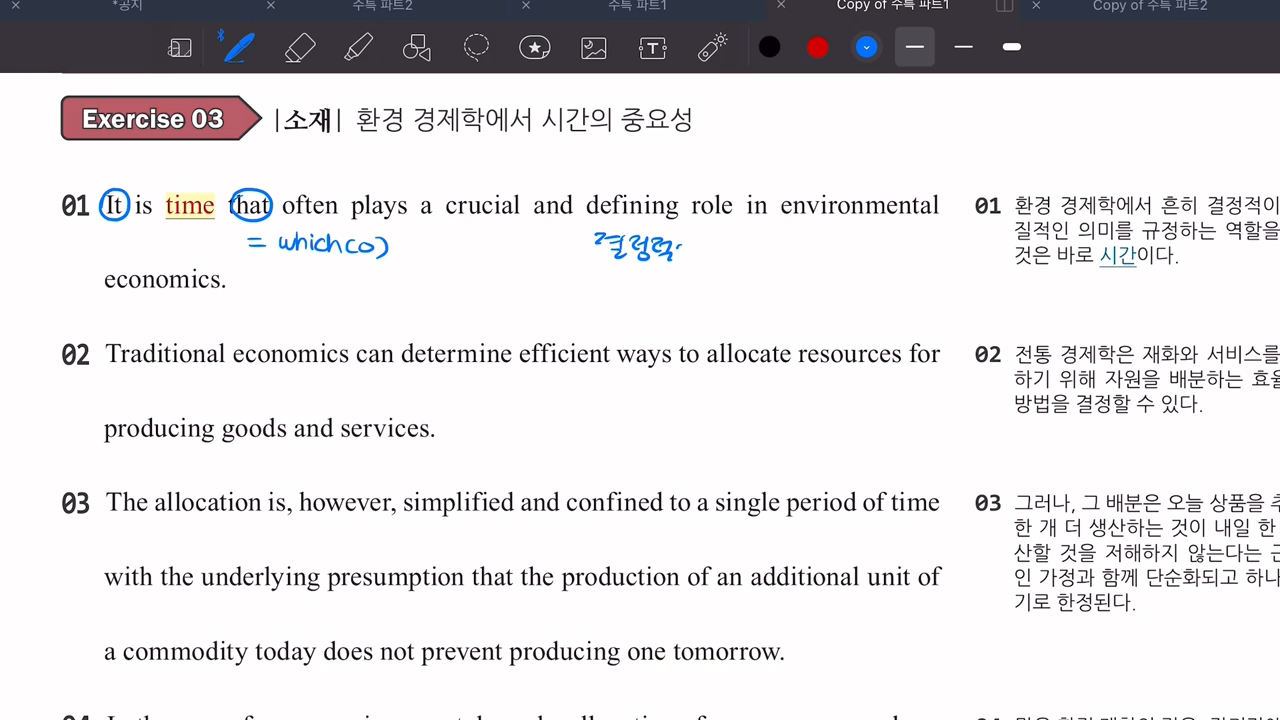 *공지
수특 파트2
수특 파트1
Copy of 수특 파트1
Copy of 수특 파트2
Exercise 03 |소재| 환경 경제학에서 시간의 중요성
01 It is time that often plays a crucial and defining role in environmental
= which(o) 결정적
economics.
02 Traditional economics can determine efficient ways to allocate resources for
producing goods and services.
03 The allocation is, however, simplified and confined to a single period of time
with the underlying presumption that the production of an additional unit of
a commodity today does not prevent producing one tomorrow.
01 환경 경제학에서 흔히 결정적이
질적인 의미를 규정하는 역할을
것은 바로 시간이다.
02 전통 경제학은 재화와 서비스를
하기 위해 자원을 배분하는 효율
방법을 결정할 수 있다.
03 그러나, 그 배분은 오늘 상품을 추
한 개 더 생산하는 것이 내일 한
산할 것을 저해하지 않는다는 근
인 가정과 함께 단순화되고 하나
기로 한정된다.